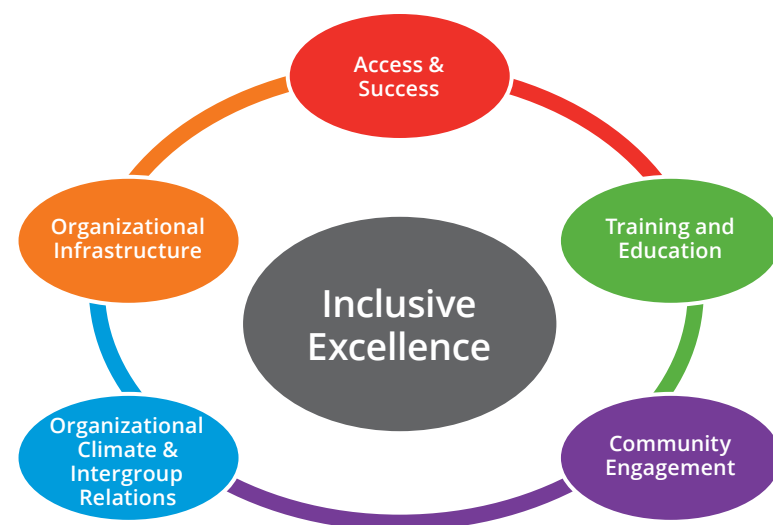 Access &
Success
Organizational
Infrastructure
Training and
Education
Inclusive
Excellence
Organizational
Climate &
Intergroup
Relations
Community
Engagement